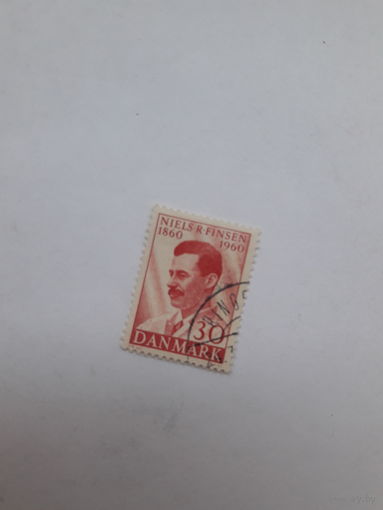 NIELS R·FINSEN
1860 1960
30
DANMARK